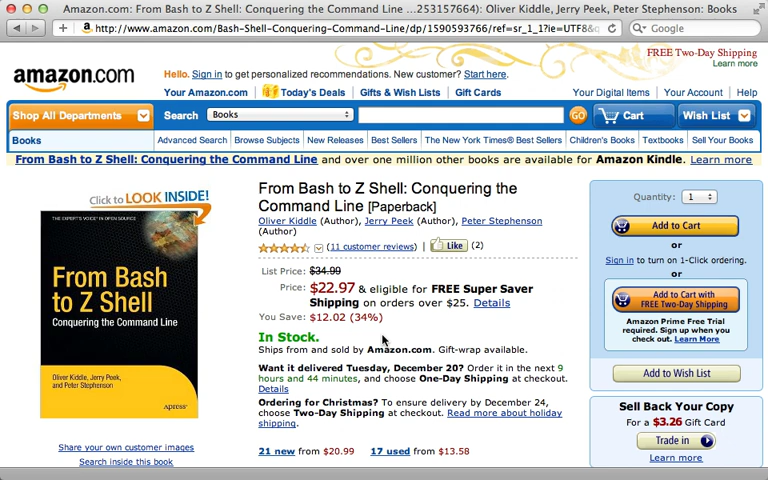 Amazon.com: From Bash to Z Shell: Conquering the Command Line ...253157664): Oliver Kiddle, Jerry Peek, Peter Stephenson: Books
http://www.amazon.com/Bash-Shell-Conquering-Command-Line/dp/1590593766/ref=sr_1_1?ie=UTF8&q
Google
FREE Two-Day Shipping
Learn more
amazon.com
Hello. Sign in to get personalized recommendations. New customer? Start here.
Your Amazon.com Today's Deals Gifts & Wish Lists Gift Cards Your Digital Items Your Account Help
Shop All Departments Search Books GO Cart Wish List
Books Advanced Search Browse Subjects New Releases Best Sellers The New York Times® Best Sellers Children's Books Textbooks Sell Your Books
From Bash to Z Shell: Conquering the Command Line and over one million other books are available for Amazon Kindle. Learn more
Click to LOOK INSIDE!
THE EXPERT'S VOICE IN OPEN SOURCE
From Bash
to Z Shell
Conquering the Command Line
Oliver Kiddle, Jerry Peek,
and Peter Stephenson
Apress
Share your own customer images
Search inside this book
From Bash to Z Shell: Conquering the
Command Line [Paperback]
Oliver Kiddle (Author), Jerry Peek (Author), Peter Stephenson
(Author)
(11 customer reviews) | Like (2)
List Price: $34.99
Price: $22.97 & eligible for FREE Super Saver
Shipping on orders over $25. Details
You Save: $12.02 (34%)
In Stock.
Ships from and sold by Amazon.com. Gift-wrap available.
Want it delivered Tuesday, December 20? Order it in the next 9
hours and 44 minutes, and choose One-Day Shipping at checkout.
Details
Ordering for Christmas? To ensure delivery by December 24,
choose Two-Day Shipping at checkout. Read more about holiday
shipping.
21 new from $20.99 17 used from $13.58
Quantity: 1
Add to Cart
or
Sign in to turn on 1-Click ordering.
or
Add to Cart with
FREE Two-Day Shipping
Amazon Prime Free Trial
required. Sign up when you
check out. Learn More
Add to Wish List
Sell Back Your Copy
For a $3.26 Gift Card
Trade in
Learn more